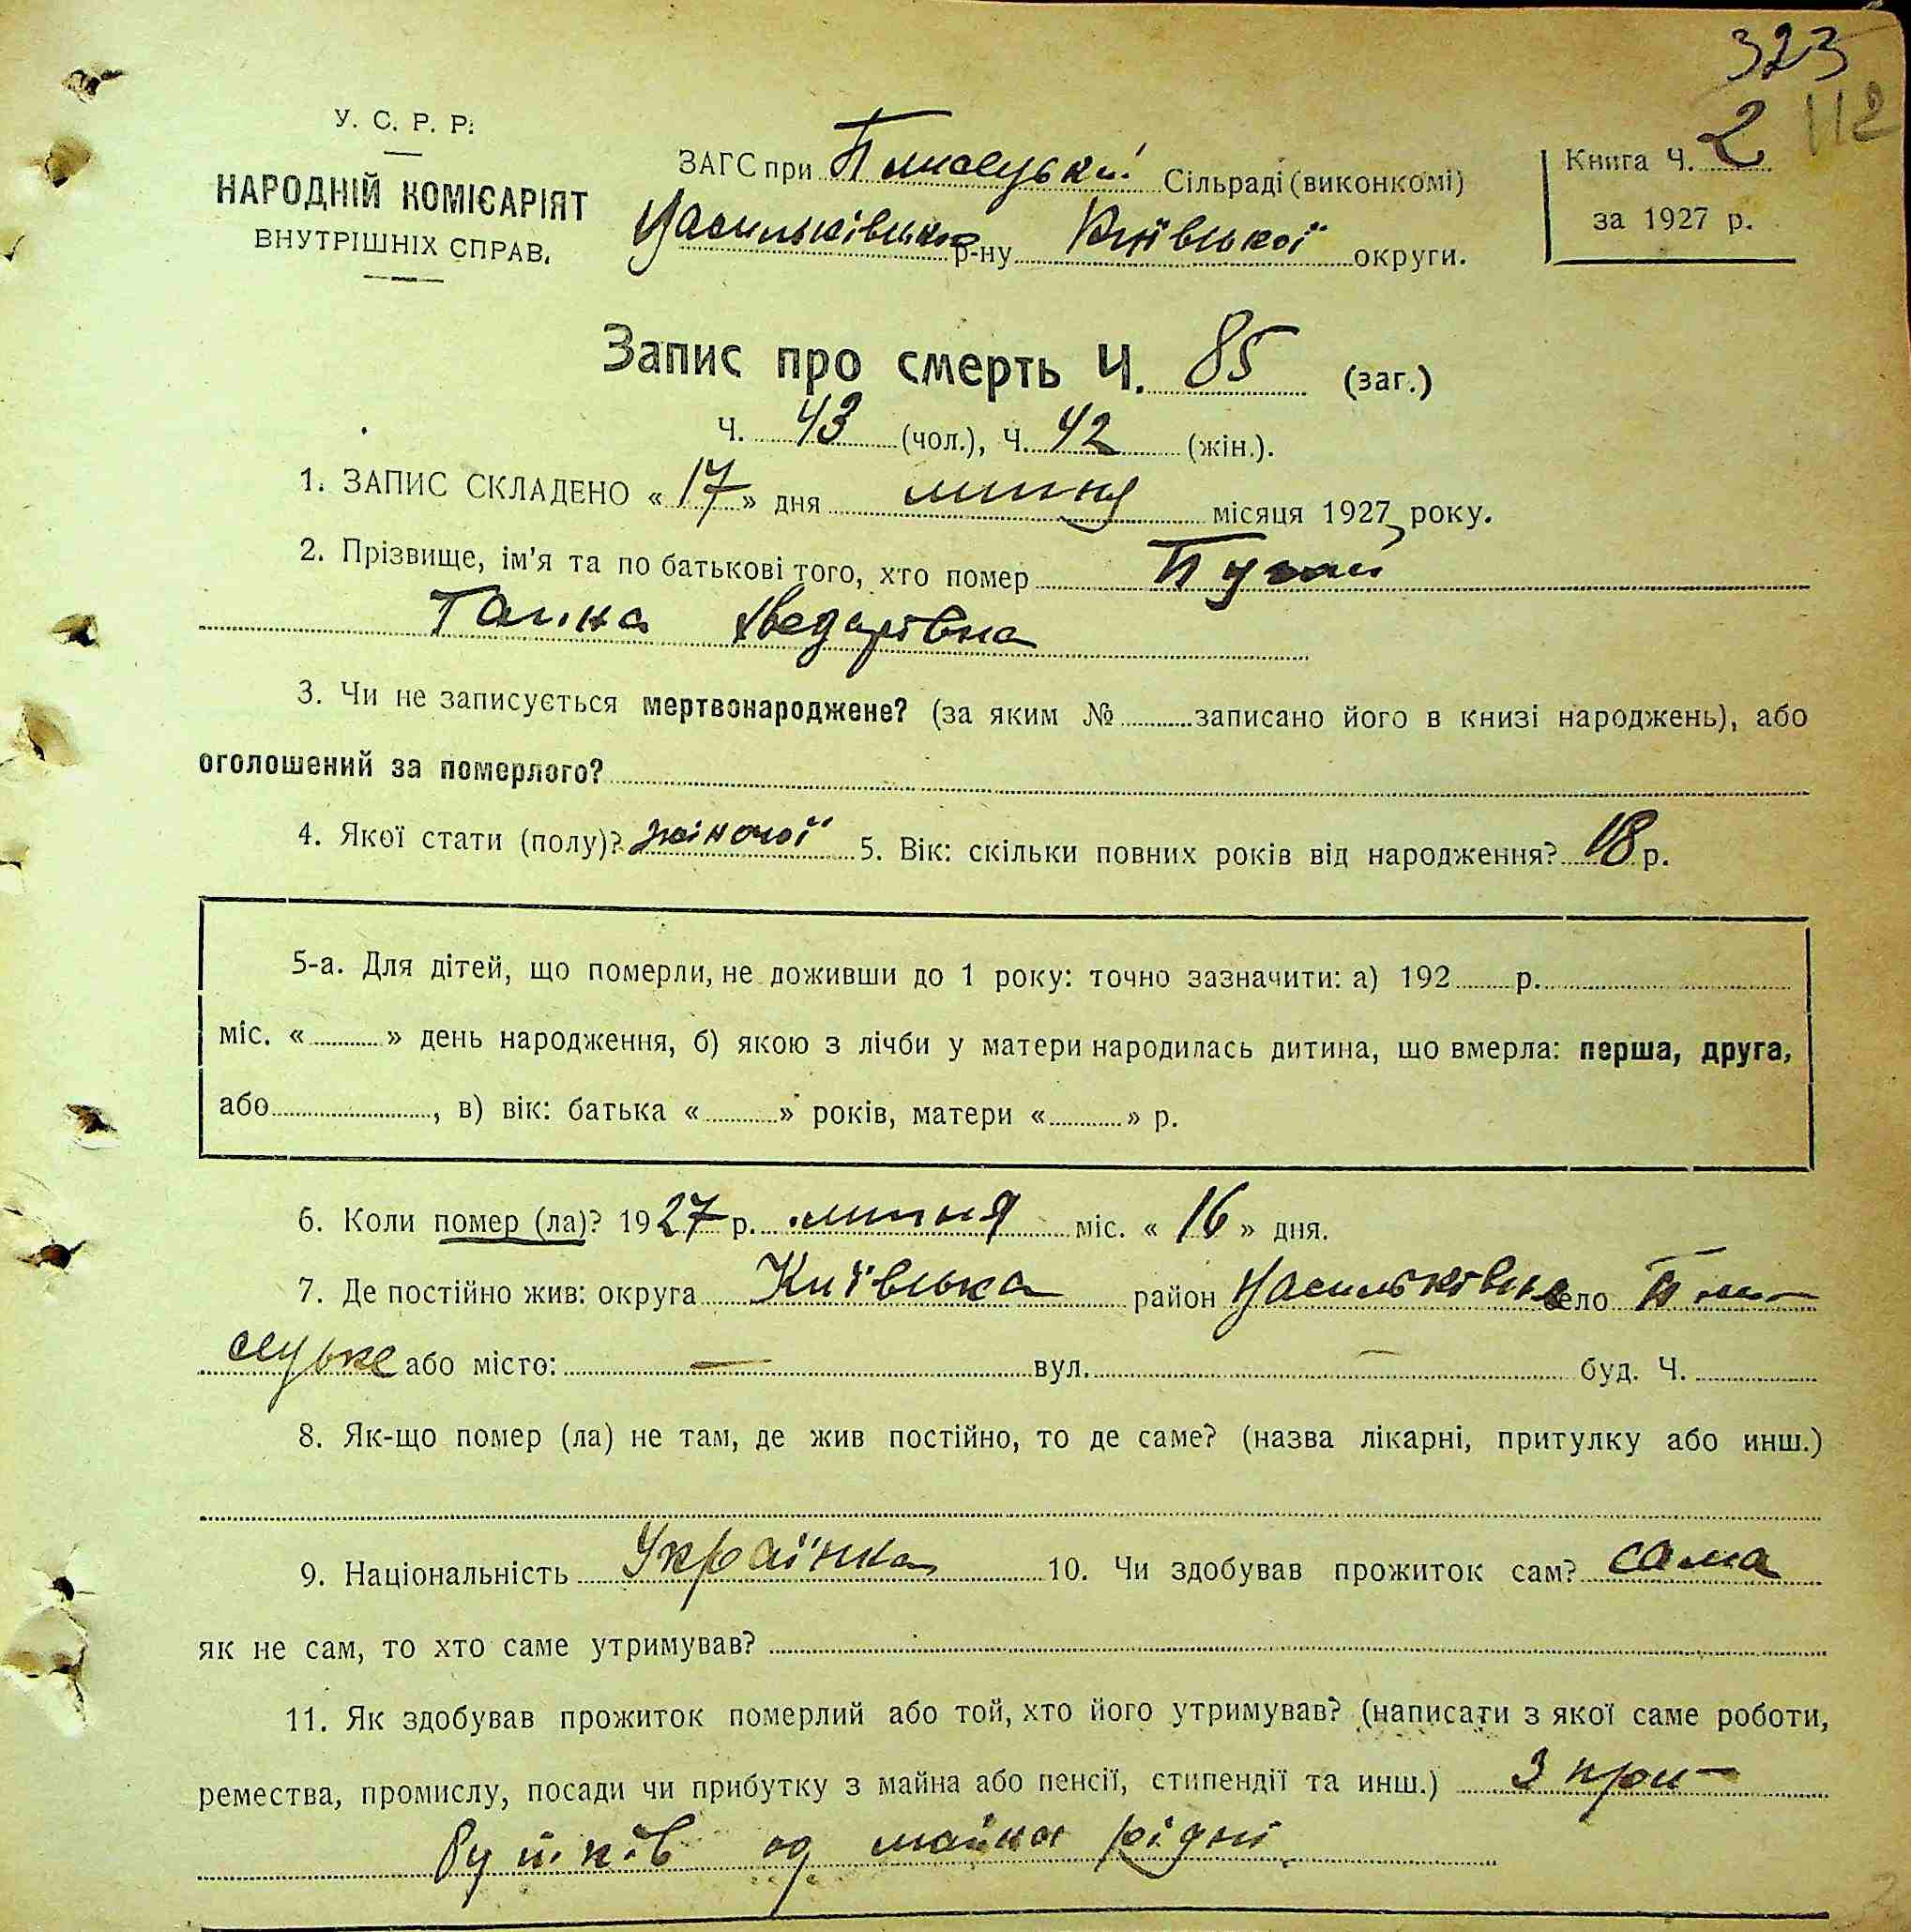 323
112
У. С. Р. Р.
НАРОДНІЙ КОМІСАРІЯТ
ВНУТРІШНІХ СПРАВ.
ЗАГС при Плисецькій Сільраді (виконкомі)
Васильківськ р-ну Київської округи.
Книга Ч. 2
за 1927 р.
Запис про смерть Ч. 85 (заг.)
Ч. 43 (чол.), Ч. 42 (жін.).
1. ЗАПИС СКЛАДЕНО « 17 » дня липня місяця 1927 року.
2. Прізвище, ім'я та по батькові того, хто помер
Ганна Хведорівна
3. Чи не записується мертвонароджене? (за яким № записано його в книзі народжень), або
оголошений за померлого?
4. Якої стати (полу)? жіночої 5. Вік: скільки повних років від народження? 18 р.
5-а. Для дітей, що померли, не доживши до 1 року: точно зазначити: а) 192 р.
міс. « » день народження, б) якою з лічби у матери народилась дитина, що вмерла: перша, друга,
або , в) вік: батька « » років, матери « » р.
6. Коли помер (ла)? 1927 р. липня міс. « 16 » дня.
7. Де постійно жив: округа Київська район Васильківськ село Пли-
сецьке або місто: — вул. — буд. Ч.
8. Як-що помер (ла) не там, де жив постійно, то де саме? (назва лікарні, притулку або инш.)
9. Національність Українка 10. Чи здобував прожиток сам? сама
як не сам, то хто саме утримував?
11. Як здобував прожиток померлий або той, хто його утримував? (написати з якої саме роботи,
ремества, промислу, посади чи прибутку з майна або пенсії, стипендії та инш.) З при-
бутків од майна рідні